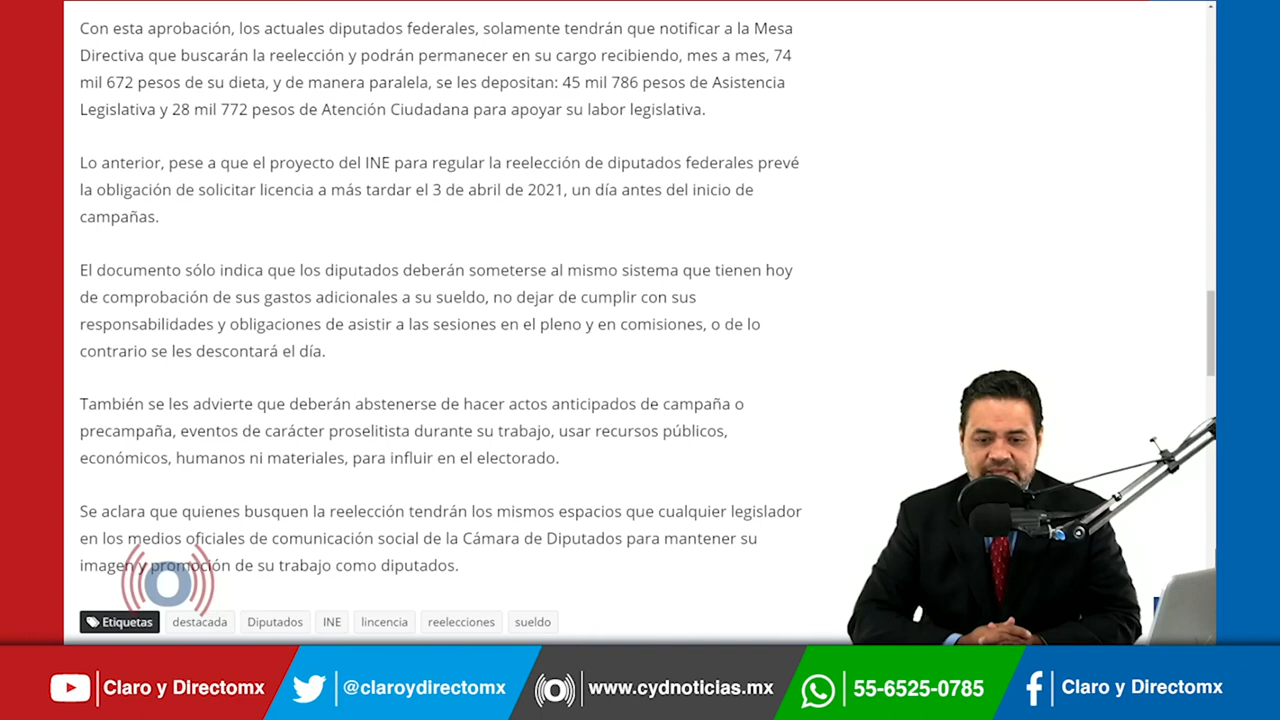 Con esta aprobación, los actuales diputados federales, solamente tendrán que notificar a la Mesa
Directiva que buscarán la reelección y podrán permanecer en su cargo recibiendo, mes a mes, 74
mil 672 pesos de su dieta, y de manera paralela, se les depositan: 45 mil 786 pesos de Asistencia
Legislativa y 28 mil 772 pesos de Atención Ciudadana para apoyar su labor legislativa.
Lo anterior, pese a que el proyecto del INE para regular la reelección de diputados federales prevé
la obligación de solicitar licencia a más tardar el 3 de abril de 2021, un día antes del inicio de
campañas.
El documento sólo indica que los diputados deberán someterse al mismo sistema que tienen hoy
de comprobación de sus gastos adicionales a su sueldo, no dejar de cumplir con sus
responsabilidades y obligaciones de asistir a las sesiones en el pleno y en comisiones, o de lo
contrario se les descontará el día.
También se les advierte que deberán abstenerse de hacer actos anticipados de campaña o
precampaña, eventos de carácter proselitista durante su trabajo, usar recursos públicos,
económicos, humanos ni materiales, para influir en el electorado.
Se aclara que quienes busquen la reelección tendrán los mismos espacios que cualquier legislador
en los medios oficiales de comunicación social de la Cámara de Diputados para mantener su
imagen y promoción de su trabajo como diputados.
Etiquetas destacada Diputados INE lincencia reelecciones sueldo
Claro y Directomx @claroydirectomx www.cydnoticias.mx 55-6525-0785 Claro y Directomx